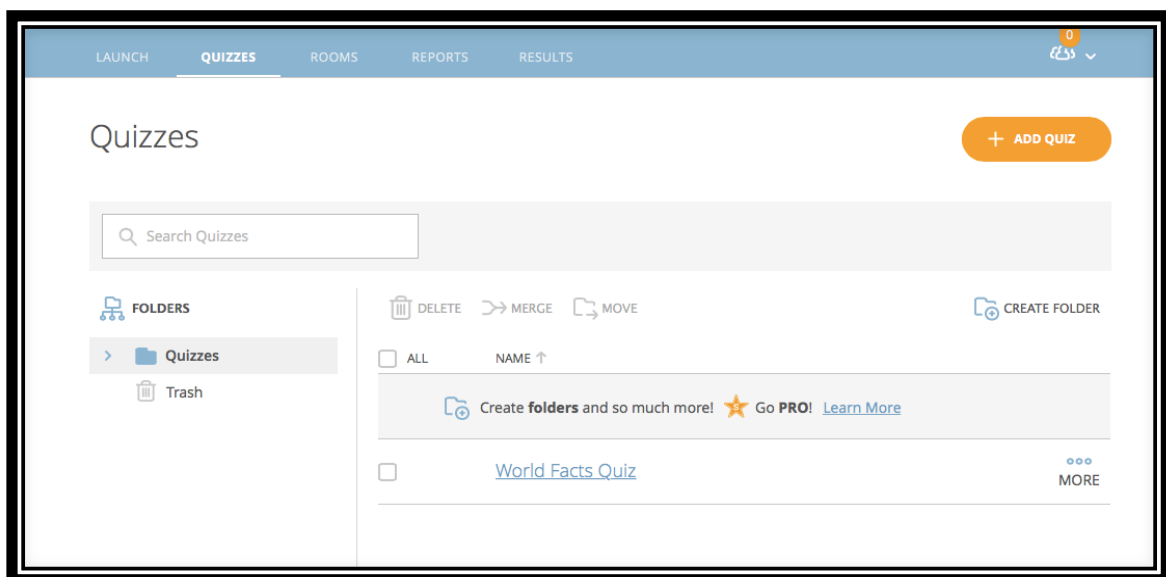 0
LAUNCH QUIZZES ROOMS REPORTS RESULTS
Quizzes
+ ADD QUIZ
Search Quizzes
FOLDERS
Quizzes
Trash
DELETE MERGE MOVE CREATE FOLDER
ALL NAME
Create folders and so much more! Go PRO! Learn More
World Facts Quiz
MORE